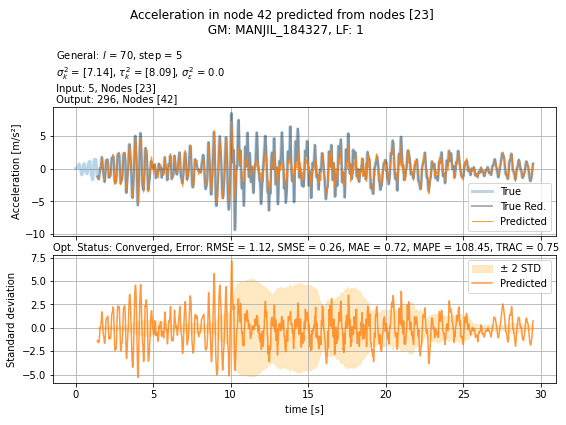 Acceleration in node 42 predicted from nodes [23]
GM: MANJIL_184327, LF: 1
General: l = 70, step = 5
σ²ₖ = [7.14], τ²ₖ = [8.09], σ²ₑ = 0.0
Input: 5, Nodes [23]
Output: 296, Nodes [42]
Acceleration [m/s²]
5
0
−5
−10
True
True Red.
Predicted
Opt. Status: Converged, Error: RMSE = 1.12, SMSE = 0.26, MAE = 0.72, MAPE = 108.45, TRAC = 0.75
Standard deviation
7.5
5.0
2.5
0.0
−2.5
−5.0
± 2 STD
Predicted
0 5 10 15 20 25 30
time [s]